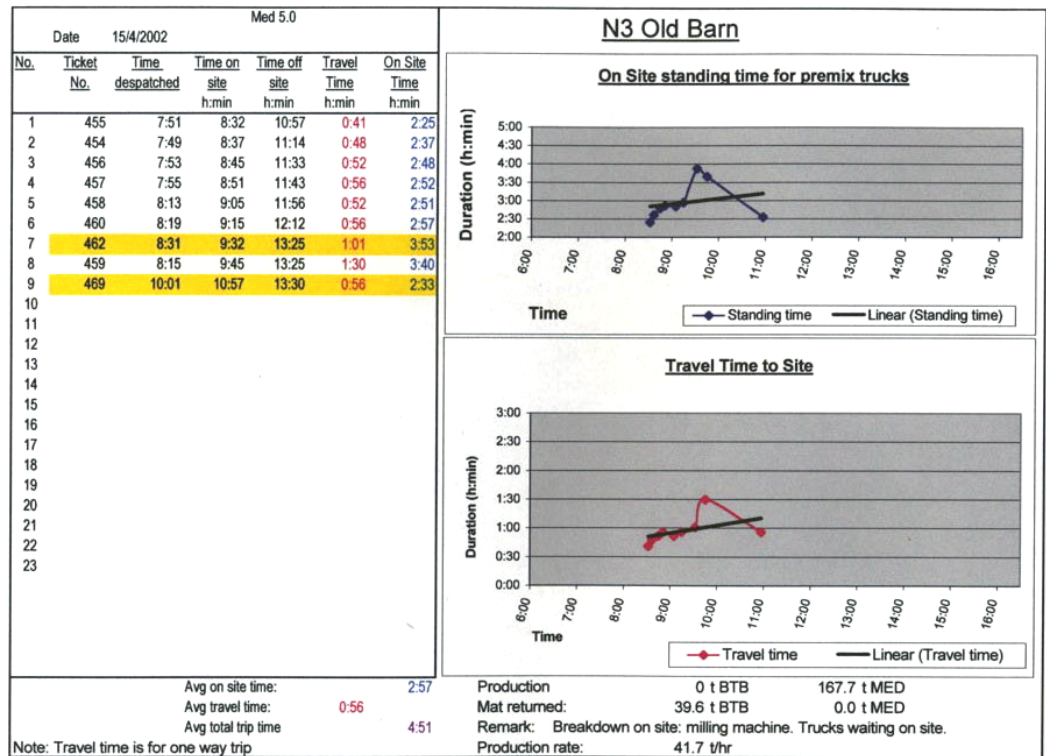 Med 5.0
Date 15/4/2002
No. Ticket No. Time despatched Time on site h:min Time off site h:min Travel Time h:min On Site Time h:min
1 455 7:51 8:32 10:57 0:41 2:25
2 454 7:49 8:37 11:14 0:48 2:37
3 456 7:53 8:45 11:33 0:52 2:48
4 457 7:55 8:51 11:43 0:56 2:52
5 458 8:13 9:05 11:56 0:52 2:51
6 460 8:19 9:15 12:12 0:56 2:57
7 462 8:31 9:32 13:25 1:01 3:53
8 459 8:15 9:45 13:25 1:30 3:40
9 469 10:01 10:57 13:30 0:56 2:33
10
11
12
13
14
15
16
17
18
19
20
21
22
23
Avg on site time: 2:57
Avg travel time: 0:56
Avg total trip time 4:51
Note: Travel time is for one way trip
N3 Old Barn
On Site standing time for premix trucks
Duration (h:min)
5:00
4:30
4:00
3:30
3:00
2:30
2:00
6:00 7:00 8:00 9:00 10:00 11:00 12:00 13:00 14:00 15:00 16:00
Time
Standing time Linear (Standing time)
Travel Time to Site
Duration (h:min)
3:00
2:30
2:00
1:30
1:00
0:30
0:00
6:00 7:00 8:00 9:00 10:00 11:00 12:00 13:00 14:00 15:00 16:00
Time
Travel time Linear (Travel time)
Production 0 t BTB 167.7 t MED
Mat returned: 39.6 t BTB 0.0 t MED
Remark: Breakdown on site: milling machine. Trucks waiting on site.
Production rate: 41.7 t/hr